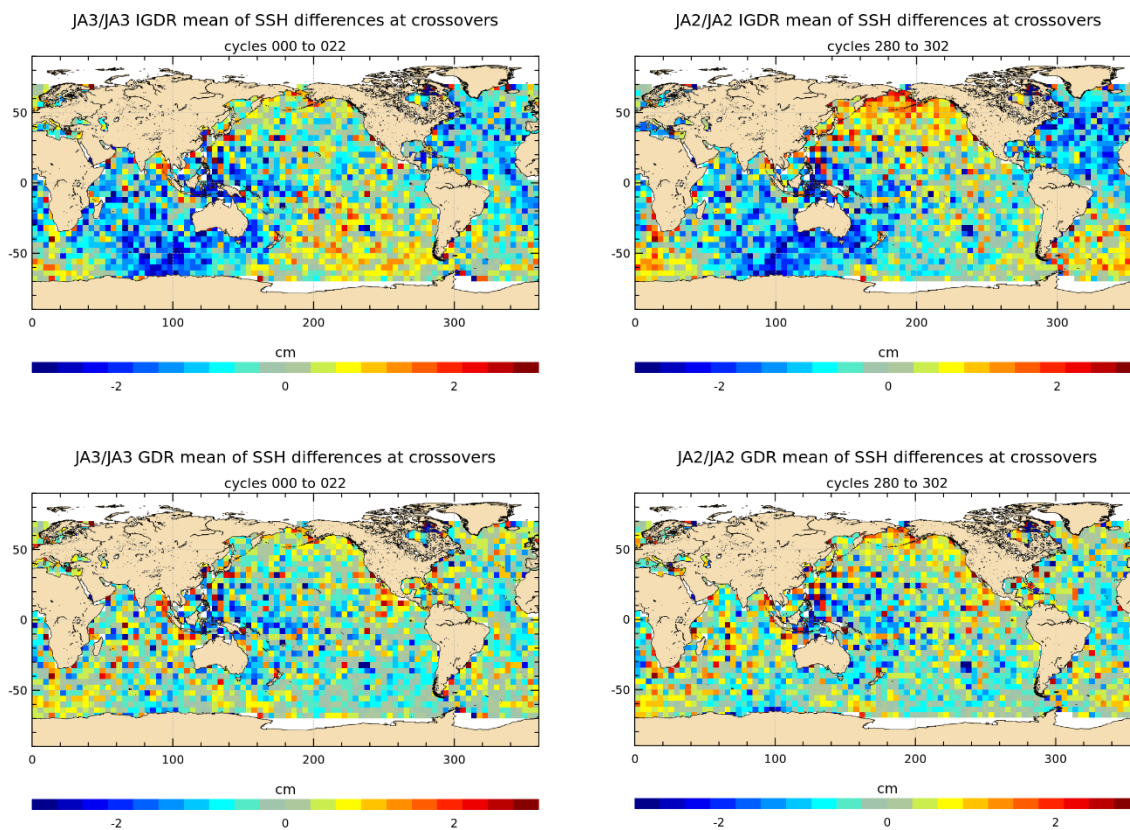 JA3/JA3 IGDR mean of SSH differences at crossovers
cycles 000 to 022
50
0
-50
0 100 200 300
cm
-2 0 2
JA2/JA2 IGDR mean of SSH differences at crossovers
cycles 280 to 302
50
0
-50
0 100 200 300
cm
-2 0 2
JA3/JA3 GDR mean of SSH differences at crossovers
cycles 000 to 022
50
0
-50
0 100 200 300
cm
-2 0 2
JA2/JA2 GDR mean of SSH differences at crossovers
cycles 280 to 302
50
0
-50
0 100 200 300
cm
-2 0 2